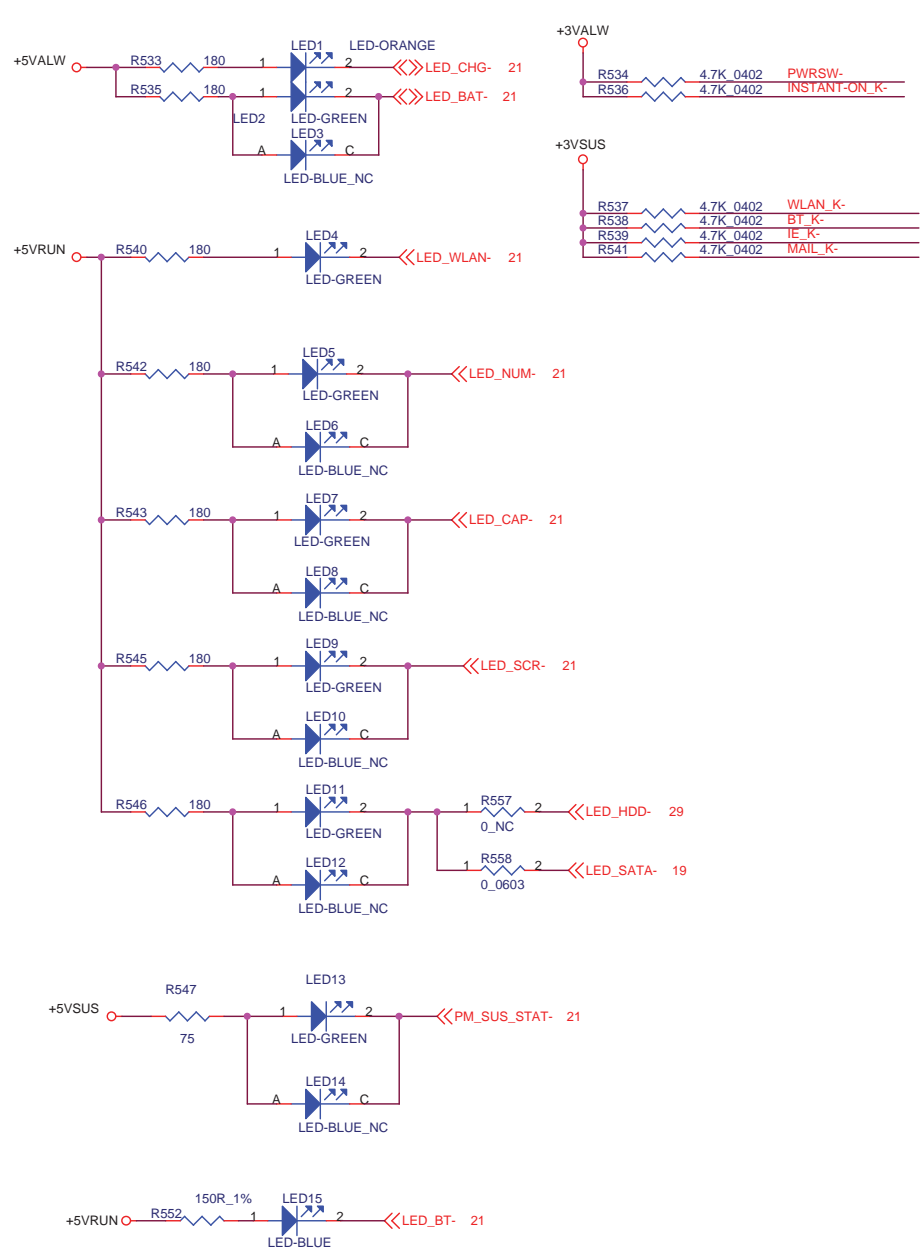 +5VALW
R533 180 1 LED1 2 LED-ORANGE LED_CHG- 21
R535 180 1 2 LED_BAT- 21
LED2 LED-GREEN
LED3
A C
LED-BLUE_NC
+3VALW
R534 4.7K_0402 PWRSW-
R536 4.7K_0402 INSTANT-ON_K-
+3VSUS
R537 4.7K_0402 WLAN_K-
R538 4.7K_0402 BT_K-
R539 4.7K_0402 IE_K-
R541 4.7K_0402 MAIL_K-
+5VRUN
R540 180 1 LED4 2 LED_WLAN- 21
LED-GREEN
LED5
R542 180 1 2 LED_NUM- 21
LED-GREEN
LED6
A C
LED-BLUE_NC
LED7
R543 180 1 2 LED_CAP- 21
LED-GREEN
LED8
A C
LED-BLUE_NC
LED9
R545 180 1 2 LED_SCR- 21
LED-GREEN
LED10
A C
LED-BLUE_NC
LED11
R546 180 1 2 1 R557 2 LED_HDD- 29
LED-GREEN 0_NC
LED12 R558
A C 1 2 LED_SATA- 19
LED-BLUE_NC 0_0603
R547 LED13
+5VSUS 1 2 PM_SUS_STAT- 21
75 LED-GREEN
LED14
A C
LED-BLUE_NC
150R_1% LED15
+5VRUN R552 1 2 LED_BT- 21
LED-BLUE